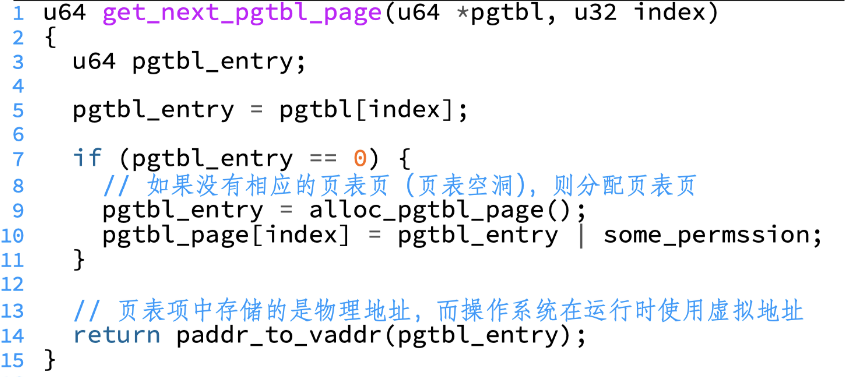 1 u64 get_next_pgtbl_page(u64 *pgtbl, u32 index)
2 {
3   u64 pgtbl_entry;
4
5   pgtbl_entry = pgtbl[index];
6
7   if (pgtbl_entry == 0) {
8     // 如果没有相应的页表页（页表空洞），则分配页表页
9     pgtbl_entry = alloc_pgtbl_page();
10     pgtbl_page[index] = pgtbl_entry | some_permssion;
11   }
12
13   // 页表项中存储的是物理地址，而操作系统在运行时使用虚拟地址
14   return paddr_to_vaddr(pgtbl_entry);
15 }